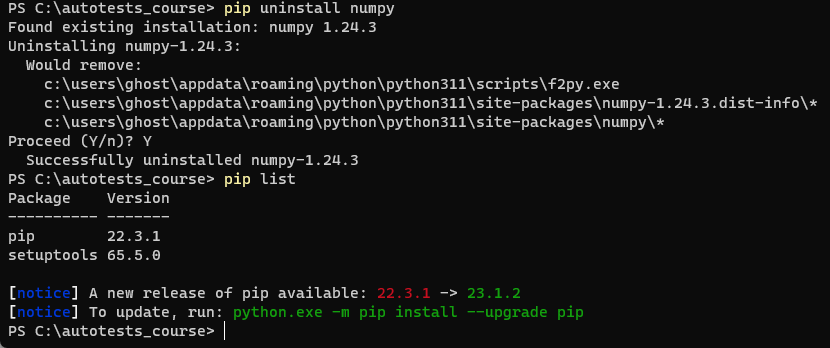 PS C:\autotests_course> pip uninstall numpy
Found existing installation: numpy 1.24.3
Uninstalling numpy-1.24.3:
  Would remove:
    c:\users\ghost\appdata\roaming\python\python311\scripts\f2py.exe
    c:\users\ghost\appdata\roaming\python\python311\site-packages\numpy-1.24.3.dist-info\*
    c:\users\ghost\appdata\roaming\python\python311\site-packages\numpy\*
Proceed (Y/n)? Y
  Successfully uninstalled numpy-1.24.3
PS C:\autotests_course> pip list
Package    Version
---------- -------
pip        22.3.1
setuptools 65.5.0

[notice] A new release of pip available: 22.3.1 -> 23.1.2
[notice] To update, run: python.exe -m pip install --upgrade pip
PS C:\autotests_course>